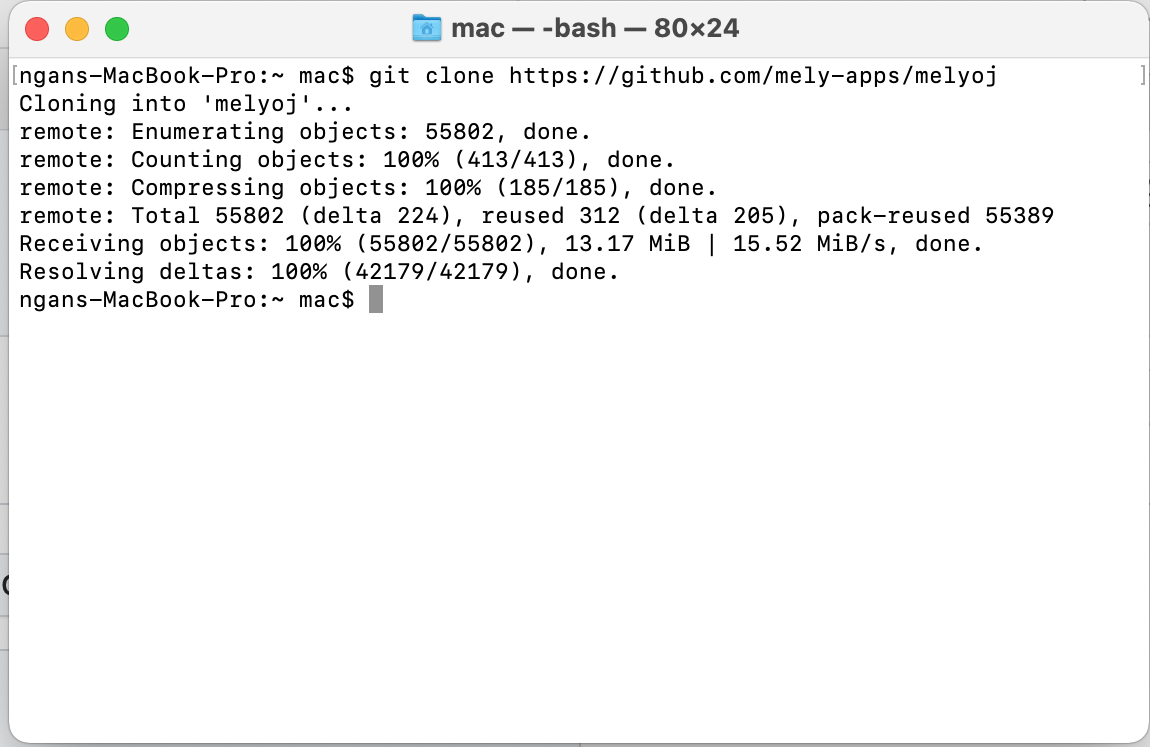 mac — -bash — 80×24
[ngans-MacBook-Pro:~ mac$ git clone https://github.com/mely-apps/melyoj ]
Cloning into 'melyoj'...
remote: Enumerating objects: 55802, done.
remote: Counting objects: 100% (413/413), done.
remote: Compressing objects: 100% (185/185), done.
remote: Total 55802 (delta 224), reused 312 (delta 205), pack-reused 55389
Receiving objects: 100% (55802/55802), 13.17 MiB | 15.52 MiB/s, done.
Resolving deltas: 100% (42179/42179), done.
ngans-MacBook-Pro:~ mac$